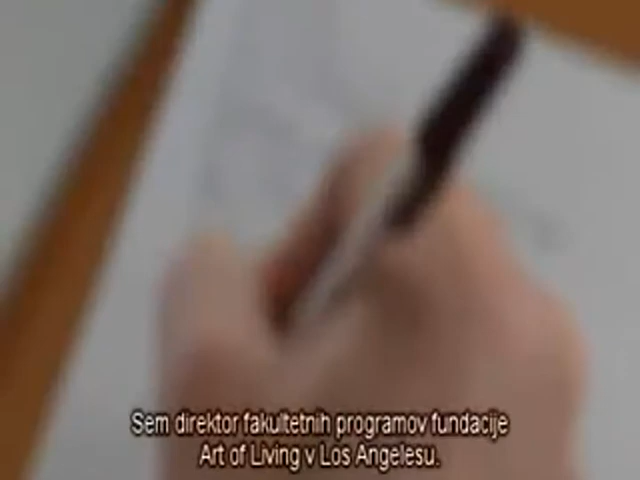 Sem direktor fakultetnih programov fundacije
Art of Living v Los Angelesu.